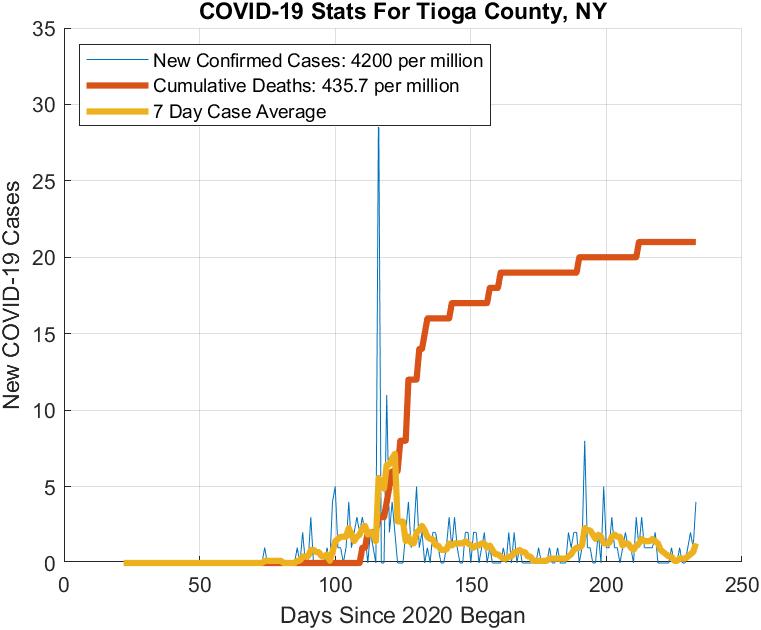 COVID-19 Stats For Tioga County, NY
New Confirmed Cases: 4200 per million
Cumulative Deaths: 435.7 per million
7 Day Case Average
35
30
25
20
15
10
5
0
New COVID-19 Cases
0 50 100 150 200 250
Days Since 2020 Began